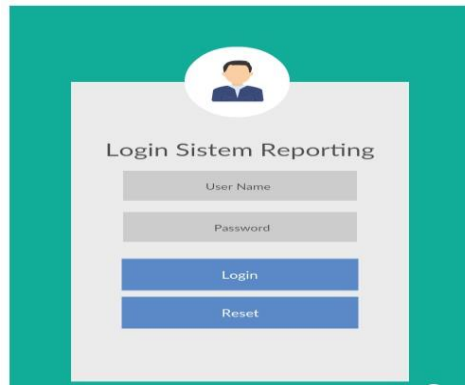 Login Sistem Reporting
User Name
Password
Login
Reset